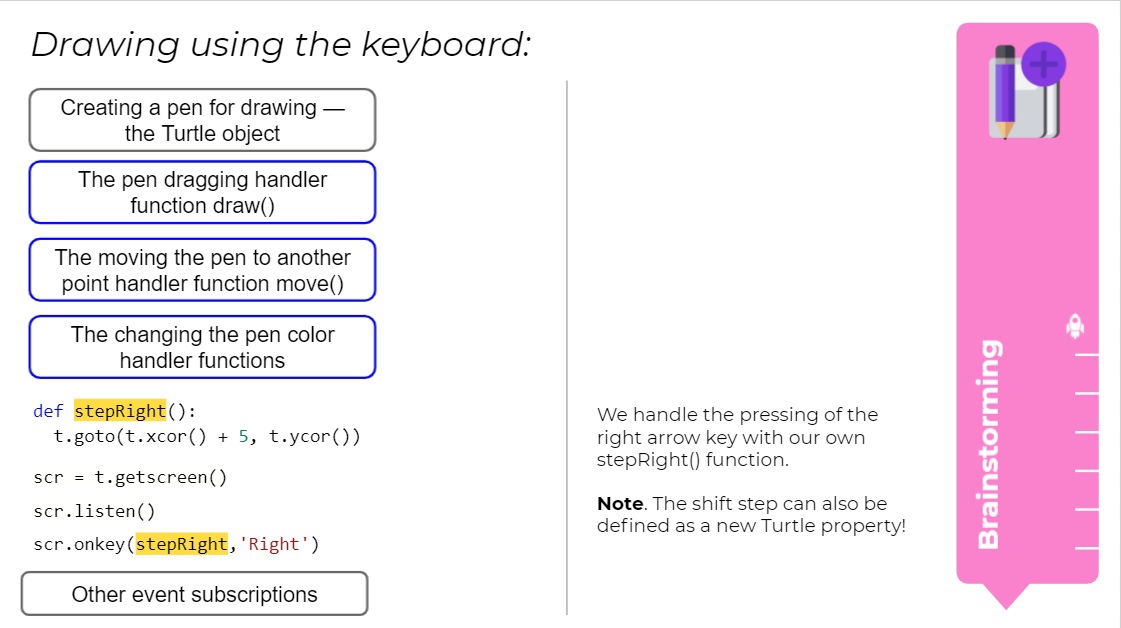 Drawing using the keyboard:
Creating a pen for drawing —
the Turtle object
The pen dragging handler
function draw()
The moving the pen to another
point handler function move()
The changing the pen color
handler functions
def stepRight():
  t.goto(t.xcor() + 5, t.ycor())
scr = t.getscreen()
scr.listen()
scr.onkey(stepRight,'Right')
Other event subscriptions
We handle the pressing of the
right arrow key with our own
stepRight() function.
Note. The shift step can also be
defined as a new Turtle property!
Brainstorming